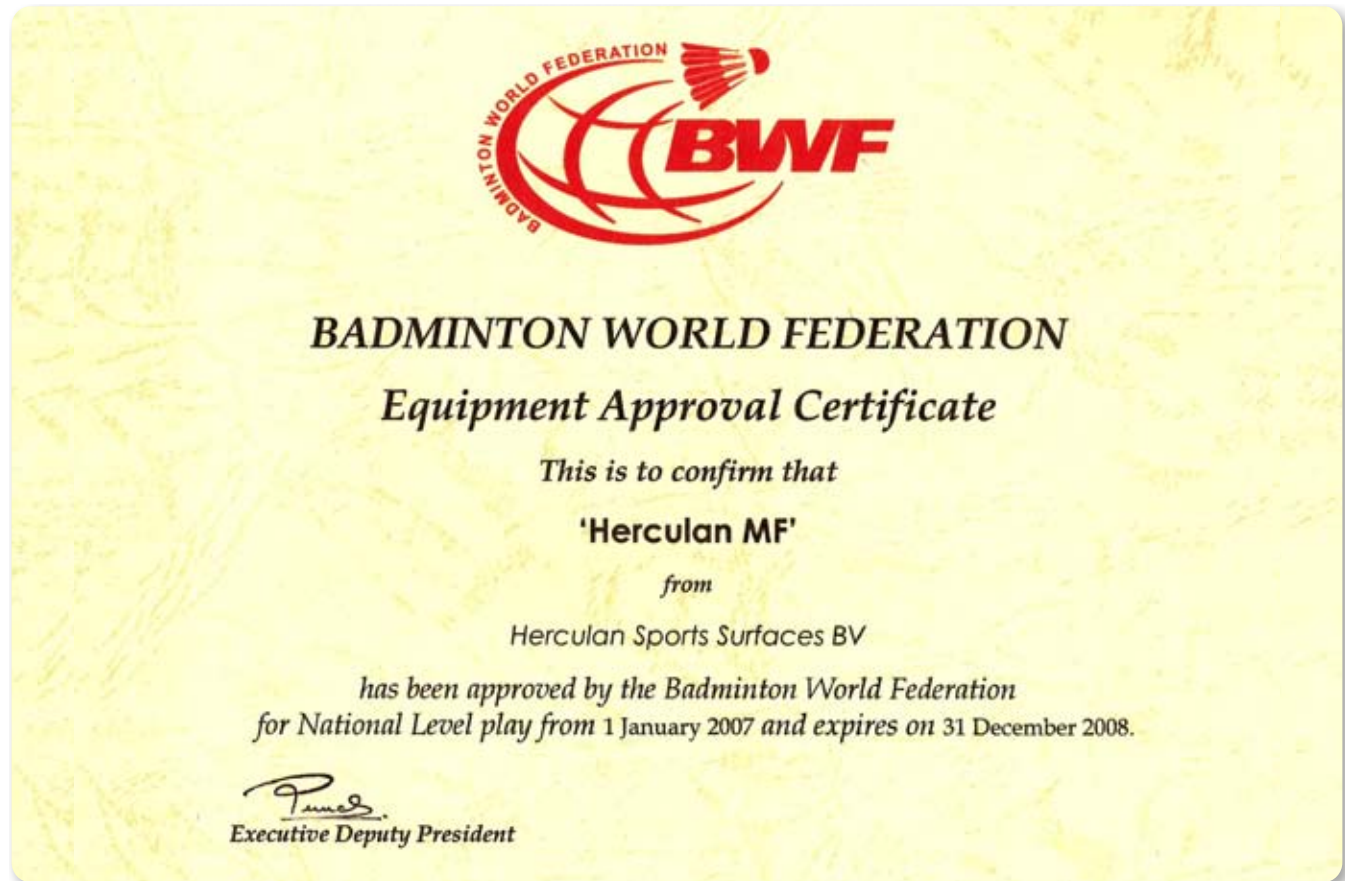 BADMINTON WORLD FEDERATION
BWF
BADMINTON WORLD FEDERATION
Equipment Approval Certificate
This is to confirm that
‘Herculan MF’
from
Herculan Sports Surfaces BV
has been approved by the Badminton World Federation
for National Level play from 1 January 2007 and expires on 31 December 2008.
Executive Deputy President